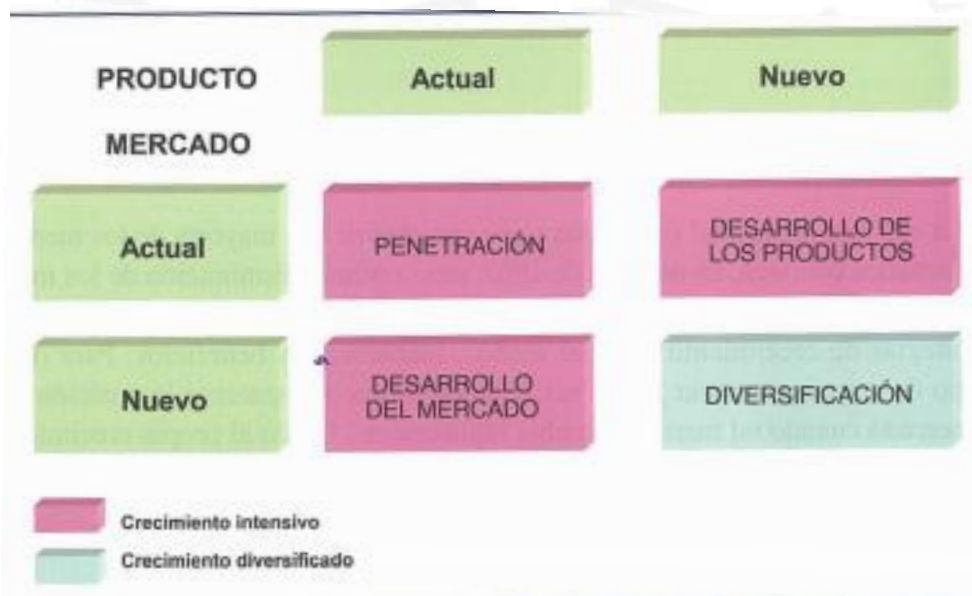 PRODUCTO Actual Nuevo
MERCADO
Actual PENETRACIÓN DESARROLLO DE
LOS PRODUCTOS
Nuevo DESARROLLO
DEL MERCADO DIVERSIFICACIÓN
Crecimiento intensivo
Crecimiento diversificado